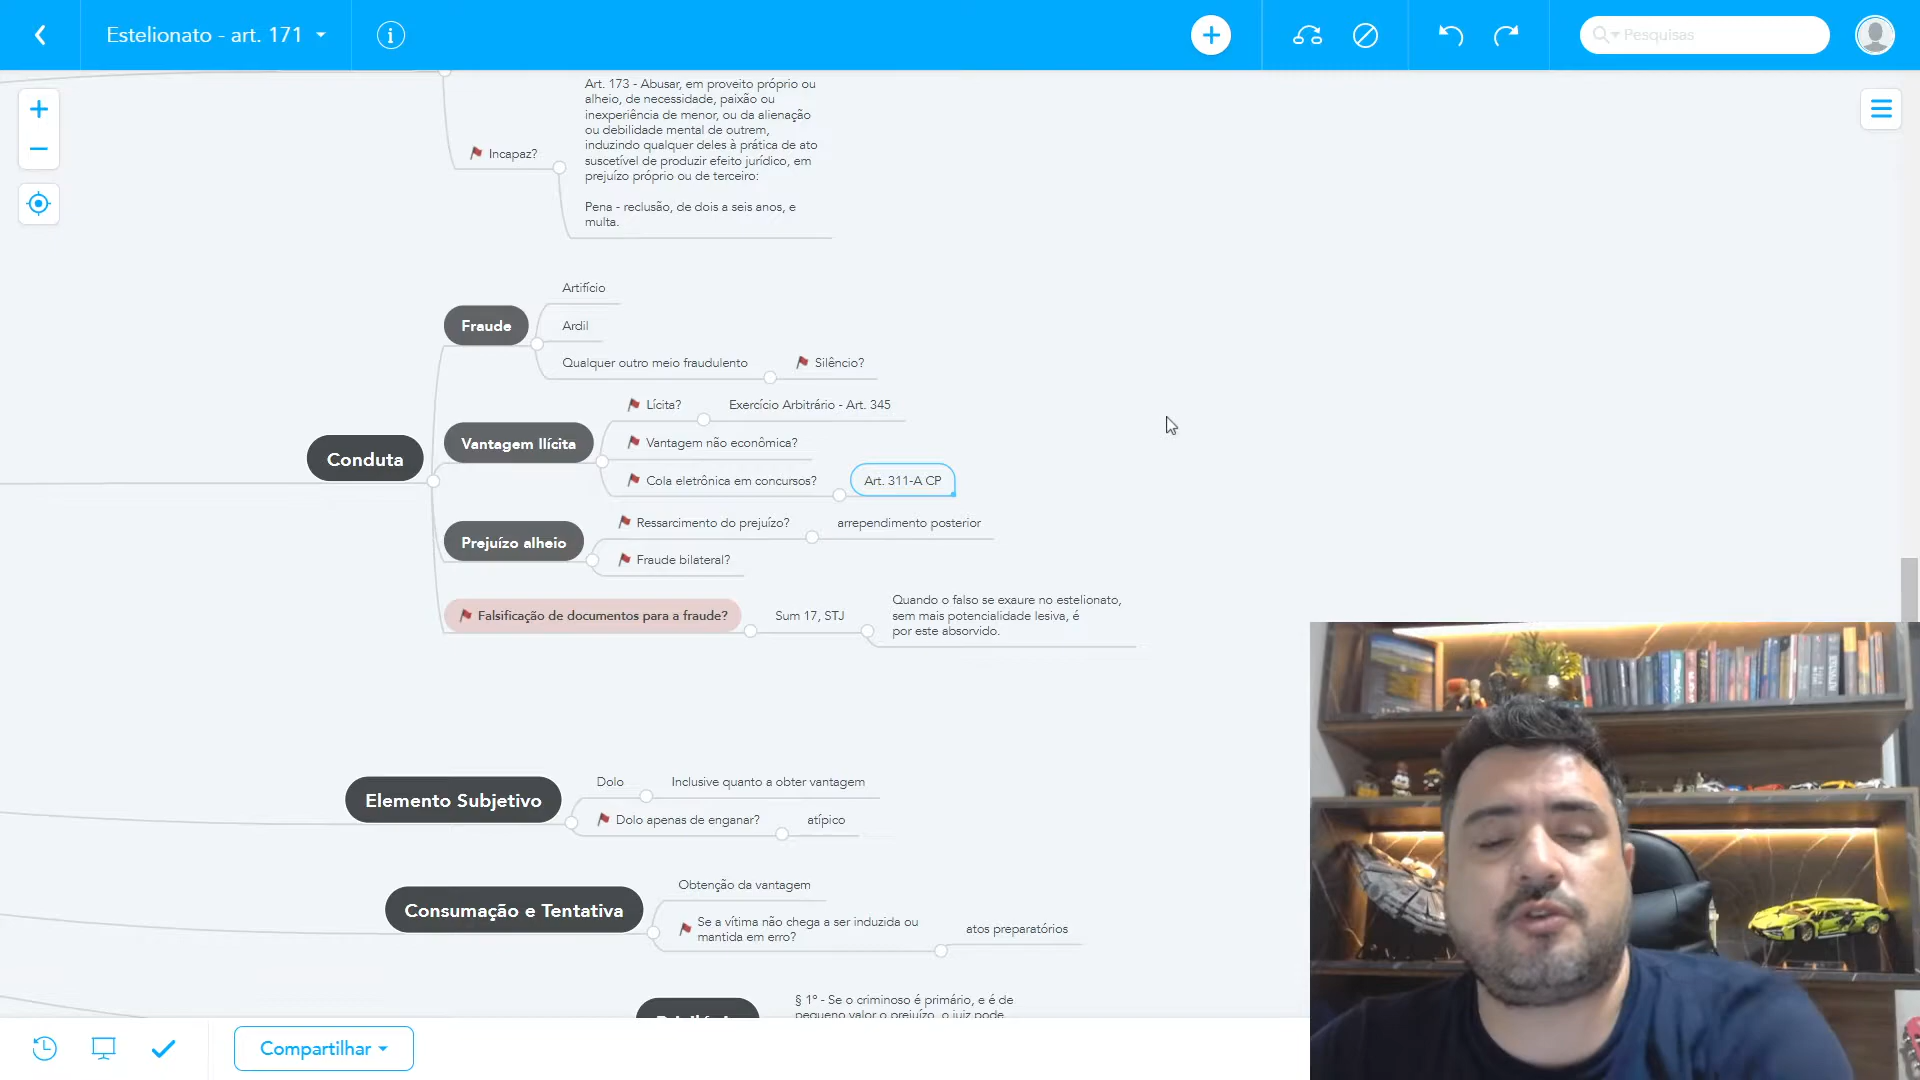 Estelionato - art. 171
Pesquisas
Art. 173 - Abusar, em proveito próprio ou
alheio, de necessidade, paixão ou
inexperiência de menor, ou da alienação
ou debilidade mental de outrem,
induzindo qualquer deles à prática de ato
suscetível de produzir efeito jurídico, em
prejuízo próprio ou de terceiro:
Pena - reclusão, de dois a seis anos, e
multa.
Incapaz?
Conduta
Fraude
Artifício
Ardil
Qualquer outro meio fraudulento
Silêncio?
Vantagem Ilícita
Lícita?
Exercício Arbitrário - Art. 345
Vantagem não econômica?
Cola eletrônica em concursos?
Art. 311-A CP
Prejuízo alheio
Ressarcimento do prejuízo?
arrependimento posterior
Fraude bilateral?
Falsificação de documentos para a fraude?
Sum 17, STJ
Quando o falso se exaure no estelionato,
sem mais potencialidade lesiva, é
por este absorvido.
Elemento Subjetivo
Dolo
Inclusive quanto a obter vantagem
Dolo apenas de enganar?
atípico
Consumação e Tentativa
Obtenção da vantagem
Se a vítima não chega a ser induzida ou
mantida em erro?
atos preparatórios
§ 1º - Se o criminoso é primário, e é de
pequeno valor o prejuízo, o juiz pode
Compartilhar